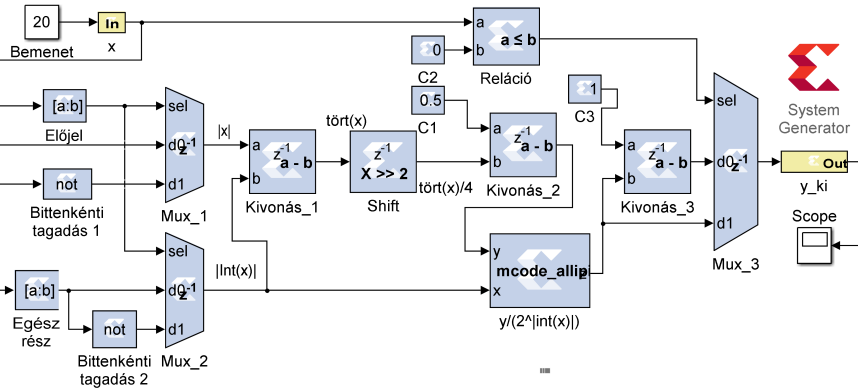 20
Bemenet
In
x
a
b
a ≤ b
Reláció
0
C2
0.5
C1
1
C3
System
Generator
[a:b]
Előjel
not
Bittenkénti
tagadás 1
sel
d0
d1
z-1
Mux_1
|x|
a
b
z-1
a - b
Kivonás_1
tört(x)
z-1
X >> 2
Shift
tört(x)/4
a
b
z-1
a - b
Kivonás_2
a
b
z-1
a - b
Kivonás_3
sel
d0
d1
z-1
Mux_3
Out
y_ki
Scope
[a:b]
Egész
rész
not
Bittenkénti
tagadás 2
sel
d0
d1
z-1
Mux_2
|Int(x)|
y
x
mcode_allipi
y/(2^|int(x)|)